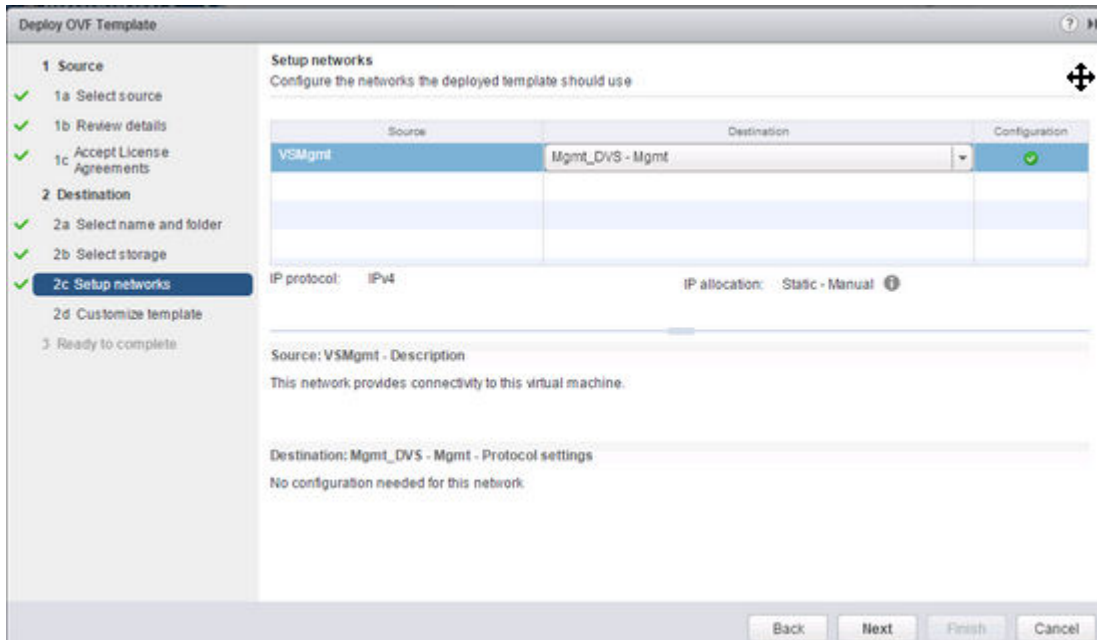 Deploy OVF Template
1 Source
1a Select source
1b Review details
1c Accept License
Agreements
2 Destination
2a Select name and folder
2b Select storage
2c Setup networks
2d Customize template
3 Ready to complete
Setup networks
Configure the networks the deployed template should use
Source Destination Configuration
VSMgmt Mgmt_DVS - Mgmt
IP protocol: IPv4 IP allocation: Static - Manual
Source: VSMgmt - Description
This network provides connectivity to this virtual machine.
Destination: Mgmt_DVS - Mgmt - Protocol settings
No configuration needed for this network
Back Next Finish Cancel